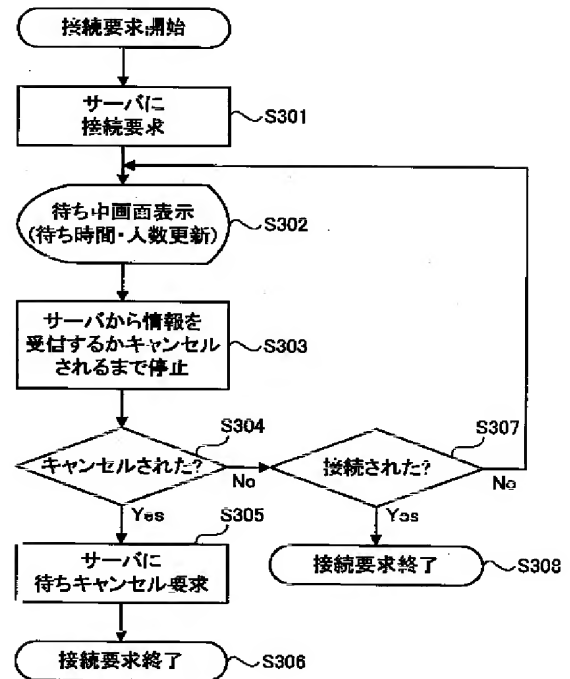 接続要求開始
サーバに
接続要求
S301
待ち中画面表示
(待ち時間・人数更新)
S302
サーバから情報を
受信するかキャンセル
されるまで停止
S303
キャンセルされた?
S304
No
Yes
接続された?
S307
No
Yes
サーバに
待ちキャンセル要求
S305
接続要求終了
S308
接続要求終了
S306